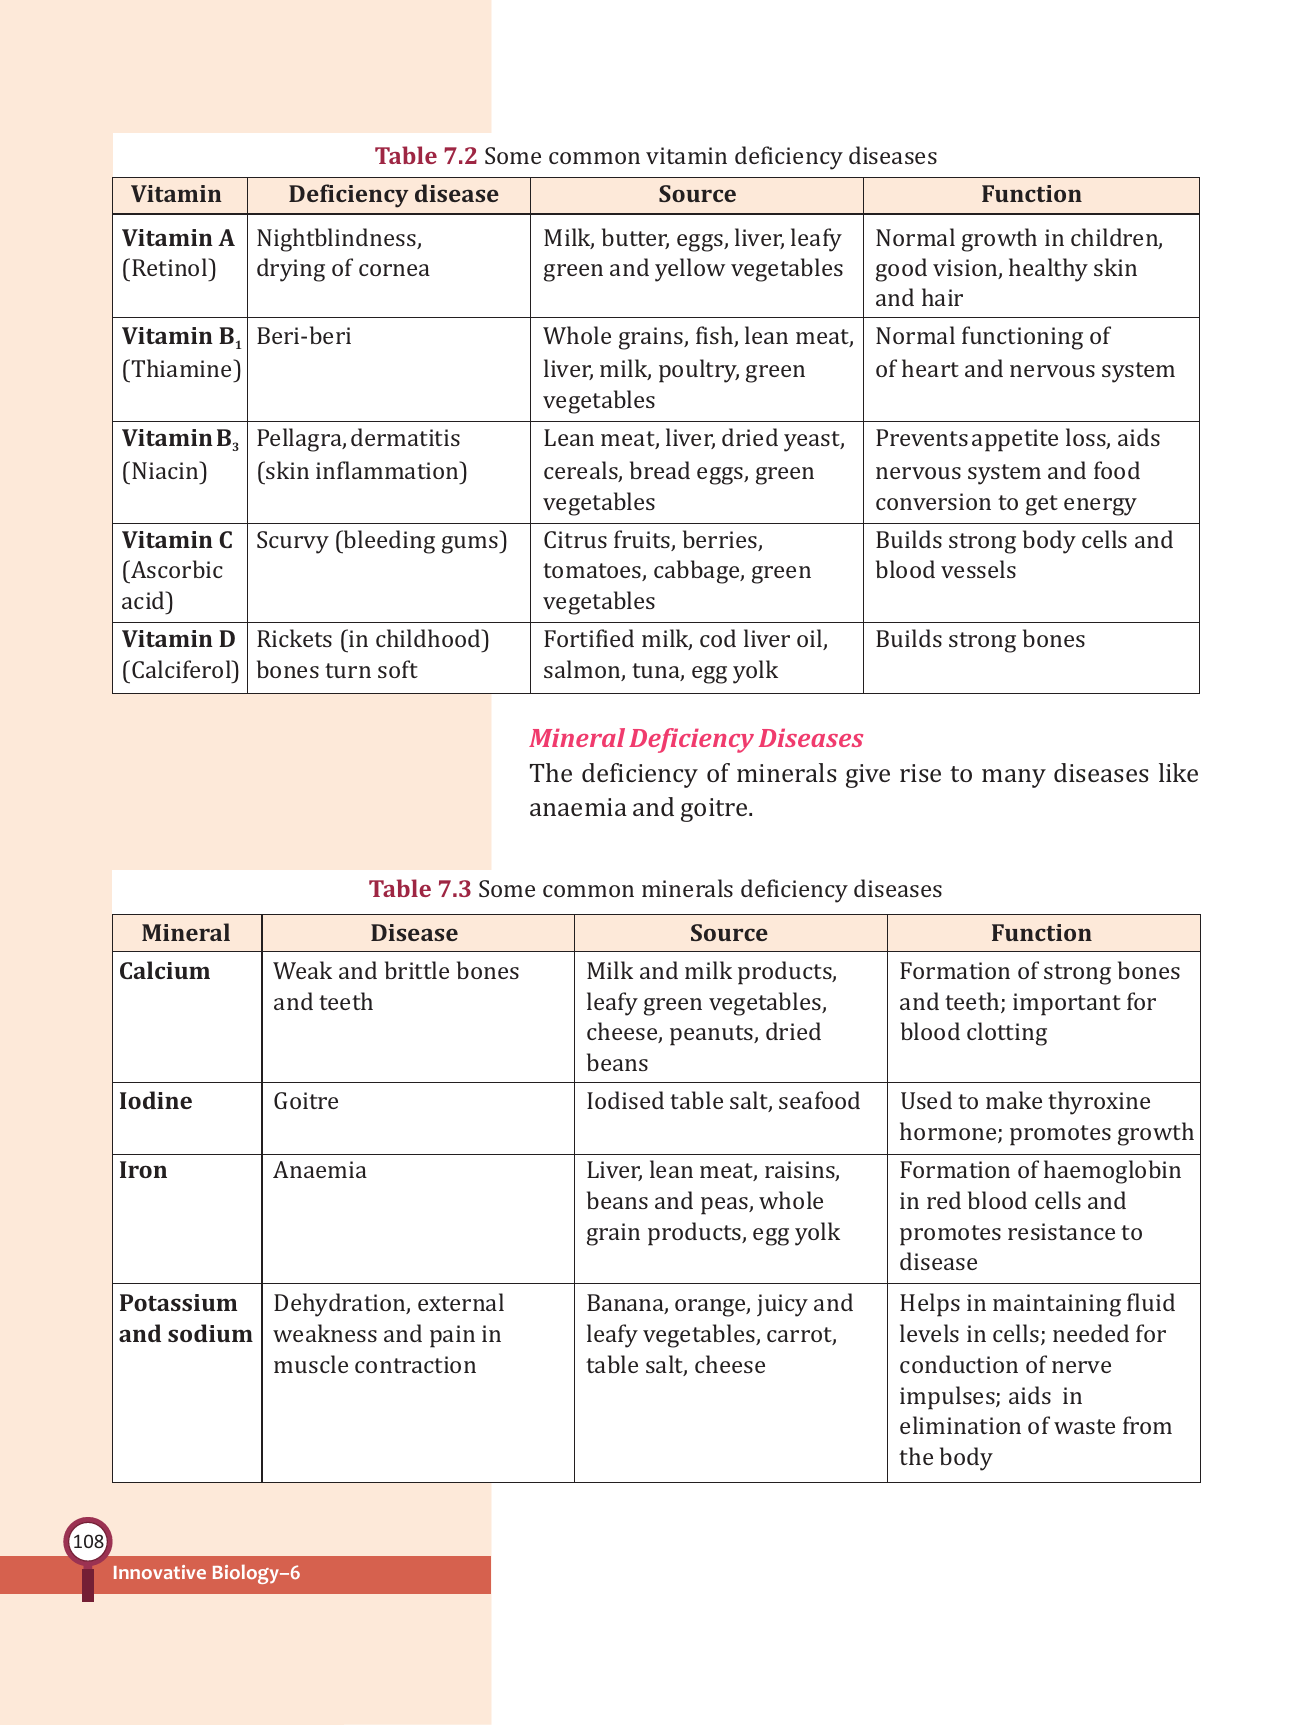 Table 7.2 Some common vitamin deficiency diseases
Vitamin Deficiency disease Source Function
Vitamin A Nightblindness, Milk, butter, eggs, liver, leafy Normal growth in children,
(Retinol) drying of cornea green and yellow vegetables good vision, healthy skin
and hair
Vitamin B1 Beri-beri Whole grains, fish, lean meat, Normal functioning of
(Thiamine) liver, milk, poultry, green of heart and nervous system
vegetables
Vitamin B3 Pellagra, dermatitis Lean meat, liver, dried yeast, Prevents appetite loss, aids
(Niacin) (skin inflammation) cereals, bread eggs, green nervous system and food
vegetables conversion to get energy
Vitamin C Scurvy (bleeding gums) Citrus fruits, berries, Builds strong body cells and
(Ascorbic tomatoes, cabbage, green blood vessels
acid) vegetables
Vitamin D Rickets (in childhood) Fortified milk, cod liver oil, Builds strong bones
(Calciferol) bones turn soft salmon, tuna, egg yolk
Mineral Deficiency Diseases
The deficiency of minerals give rise to many diseases like
anaemia and goitre.
Table 7.3 Some common minerals deficiency diseases
Mineral Disease Source Function
Calcium Weak and brittle bones Milk and milk products, Formation of strong bones
and teeth leafy green vegetables, and teeth; important for
cheese, peanuts, dried blood clotting
beans
Iodine Goitre Iodised table salt, seafood Used to make thyroxine
hormone; promotes growth
Iron Anaemia Liver, lean meat, raisins, Formation of haemoglobin
beans and peas, whole in red blood cells and
grain products, egg yolk promotes resistance to
disease
Potassium Dehydration, external Banana, orange, juicy and Helps in maintaining fluid
and sodium weakness and pain in leafy vegetables, carrot, levels in cells; needed for
muscle contraction table salt, cheese conduction of nerve
impulses; aids in
elimination of waste from
the body
108
Innovative Biology–6